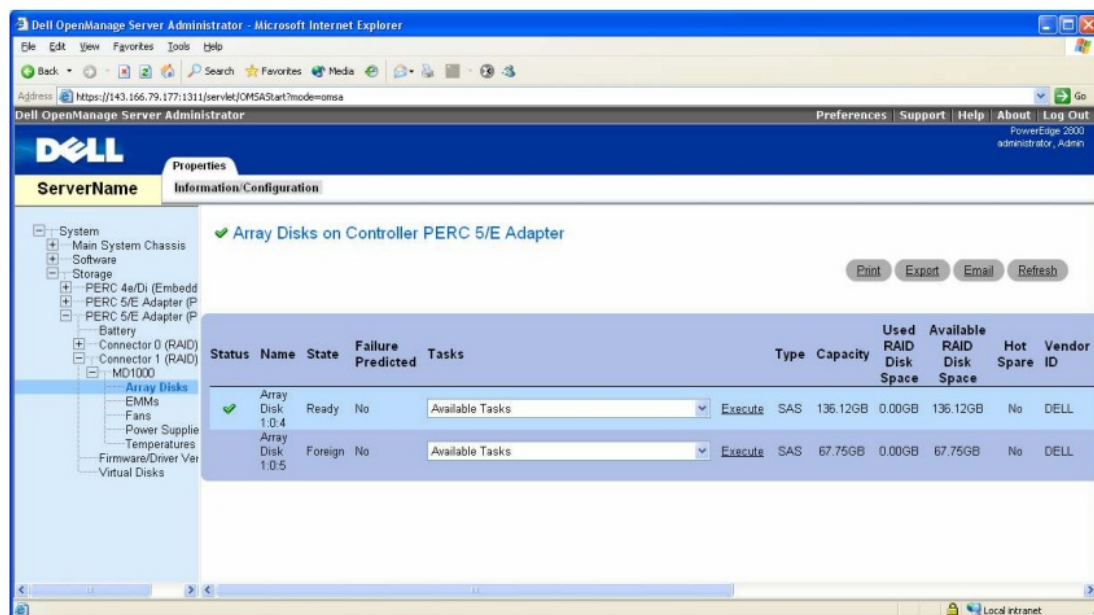 Dell OpenManage Server Administrator - Microsoft Internet Explorer
File Edit View Favorites Tools Help
Back Search Favorites Media
Address https://143.166.79.177:1311/servlet/OMSAStart?mode=omsa Go
Dell OpenManage Server Administrator Preferences Support Help About Log Out
DELL
PowerEdge 2800
administrator, Admin
Properties
ServerName Information/Configuration
System
Main System Chassis
Software
Storage
PERC 4e/Di (Embedd
PERC 5/E Adapter (P
PERC 5/E Adapter (P
Battery
Connector 0 (RAID)
Connector 1 (RAID)
MD1000
Array Disks
EMMs
Fans
Power Supplie
Temperatures
Firmware/Driver Ver
Virtual Disks
Array Disks on Controller PERC 5/E Adapter
Print Export Email Refresh
Status Name State Failure Predicted Tasks Type Capacity Used RAID Disk Space Available RAID Disk Space Hot Spare Vendor ID
Array Disk 1:0:4 Ready No Available Tasks Execute SAS 136.12GB 0.00GB 136.12GB No DELL
Array Disk 1:0:5 Foreign No Available Tasks Execute SAS 67.75GB 0.00GB 67.75GB No DELL
Local intranet